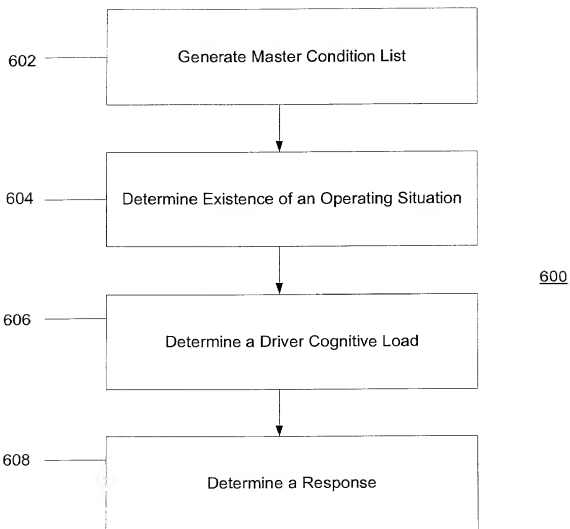 602
Generate Master Condition List
604
Determine Existence of an Operating Situation
600
606
Determine a Driver Cognitive Load
608
Determine a Response